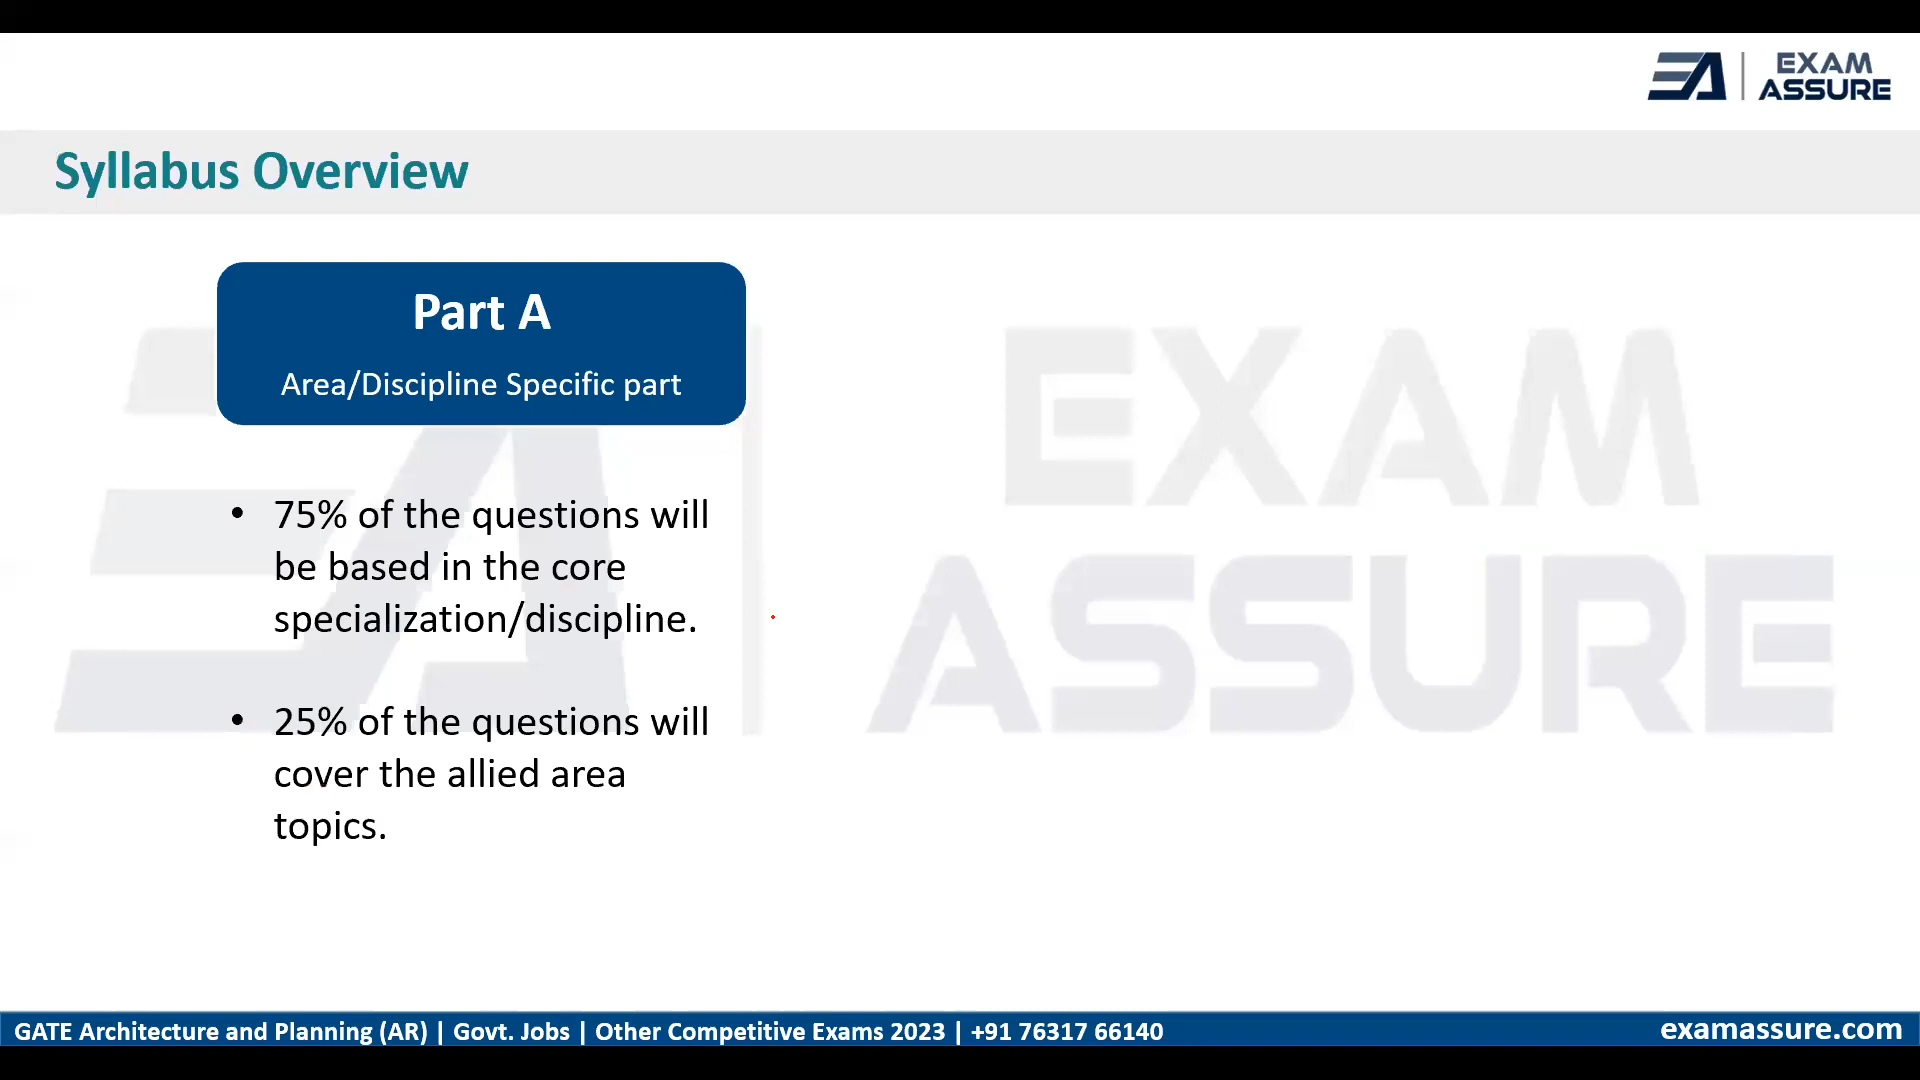 EXAM
ASSURE
Syllabus Overview
Part A
Area/Discipline Specific part
• 75% of the questions will
be based in the core
specialization/discipline.
• 25% of the questions will
cover the allied area
topics.
EXAM
ASSURE
GATE Architecture and Planning (AR) | Govt. Jobs | Other Competitive Exams 2023 | +91 76317 66140
examassure.com